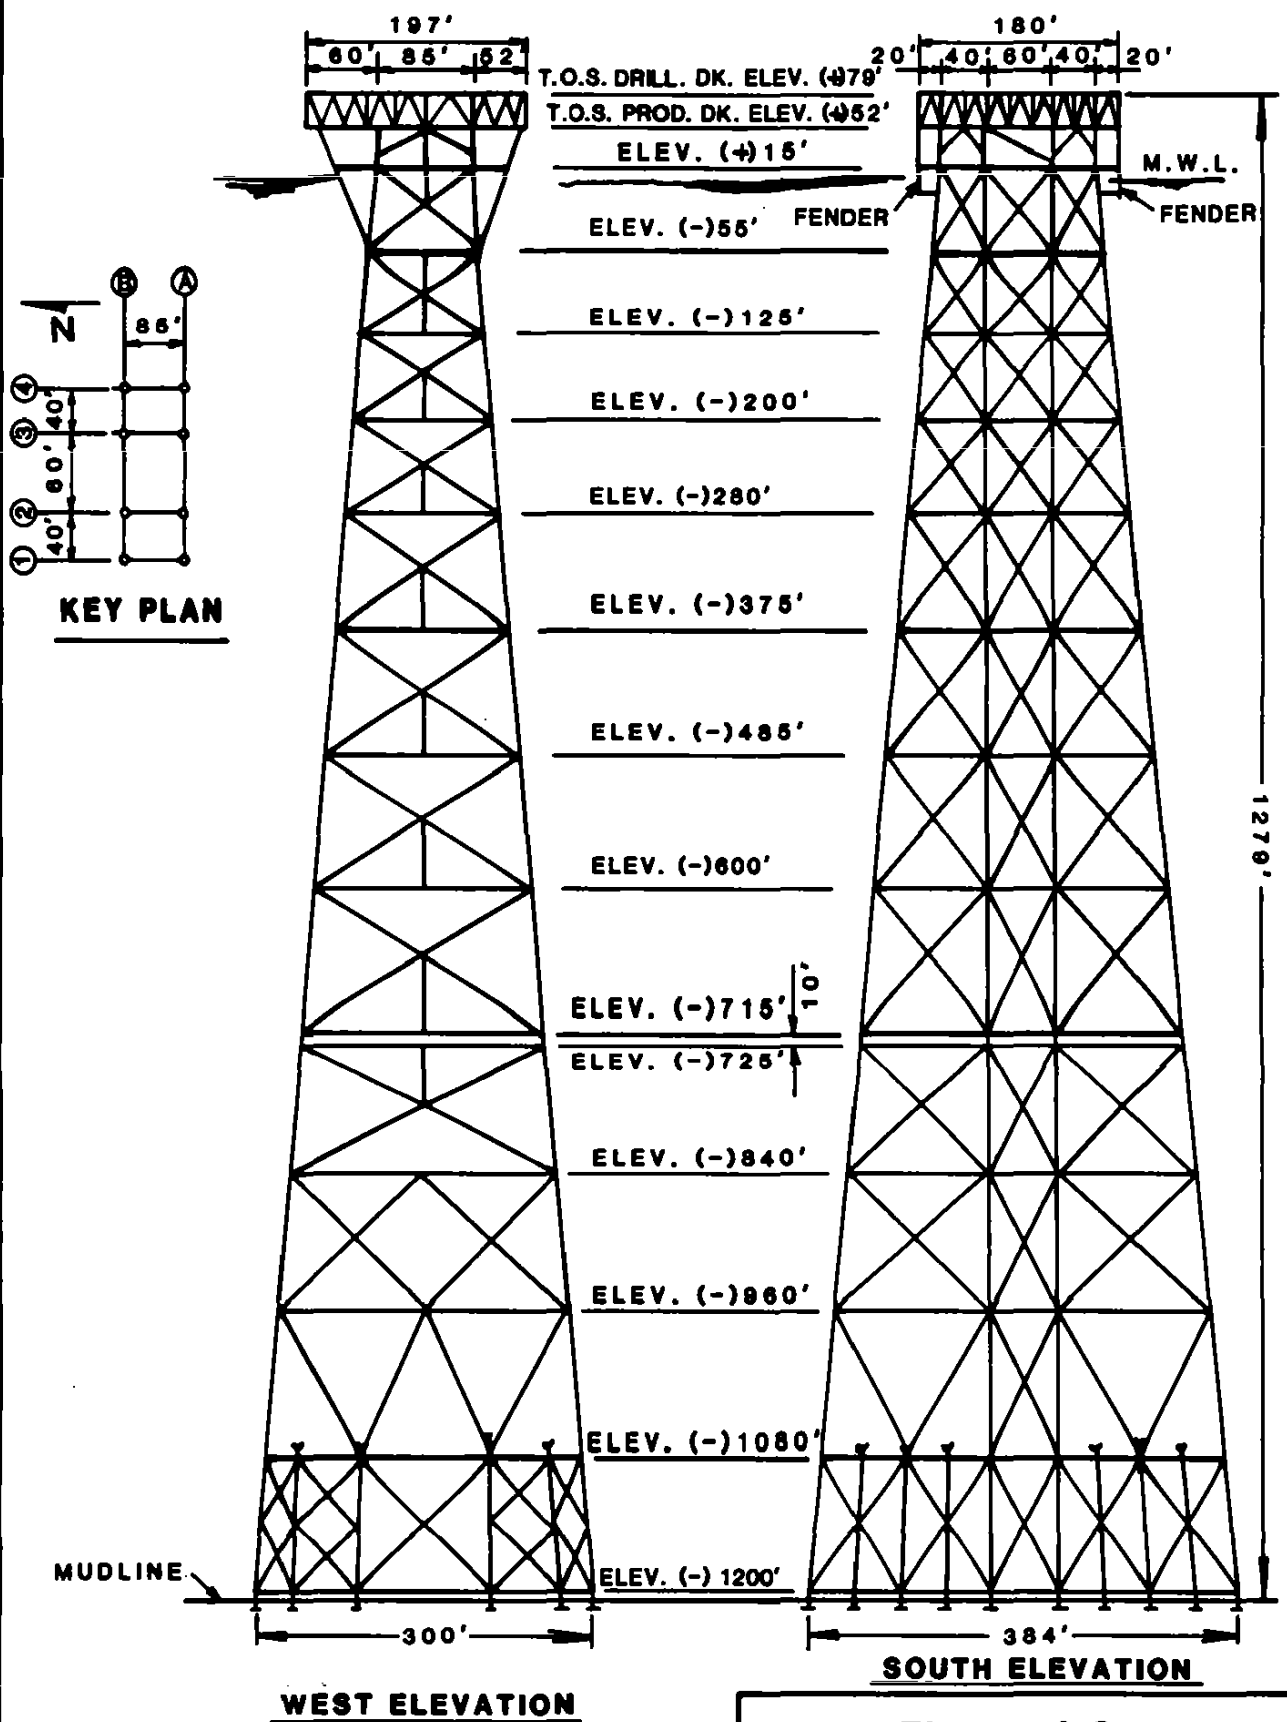 197'
60' 85' 52'
180'
20' 40' 60' 40' 20'
T.O.S. DRILL. DK. ELEV. (+)79'
T.O.S. PROD. DK. ELEV. (+)52'
ELEV. (+)15'
M.W.L.
FENDER
FENDER
ELEV. (-)55'
ELEV. (-)125'
ELEV. (-)200'
ELEV. (-)280'
ELEV. (-)375'
ELEV. (-)485'
ELEV. (-)600'
ELEV. (-)715'
10'
ELEV. (-)725'
ELEV. (-)840'
ELEV. (-)960'
ELEV. (-)1080'
ELEV. (-)1200'
1279'
B A
N
85'
4
40'
3
60'
2
40'
1
KEY PLAN
MUDLINE
300'
384'
WEST ELEVATION
SOUTH ELEVATION